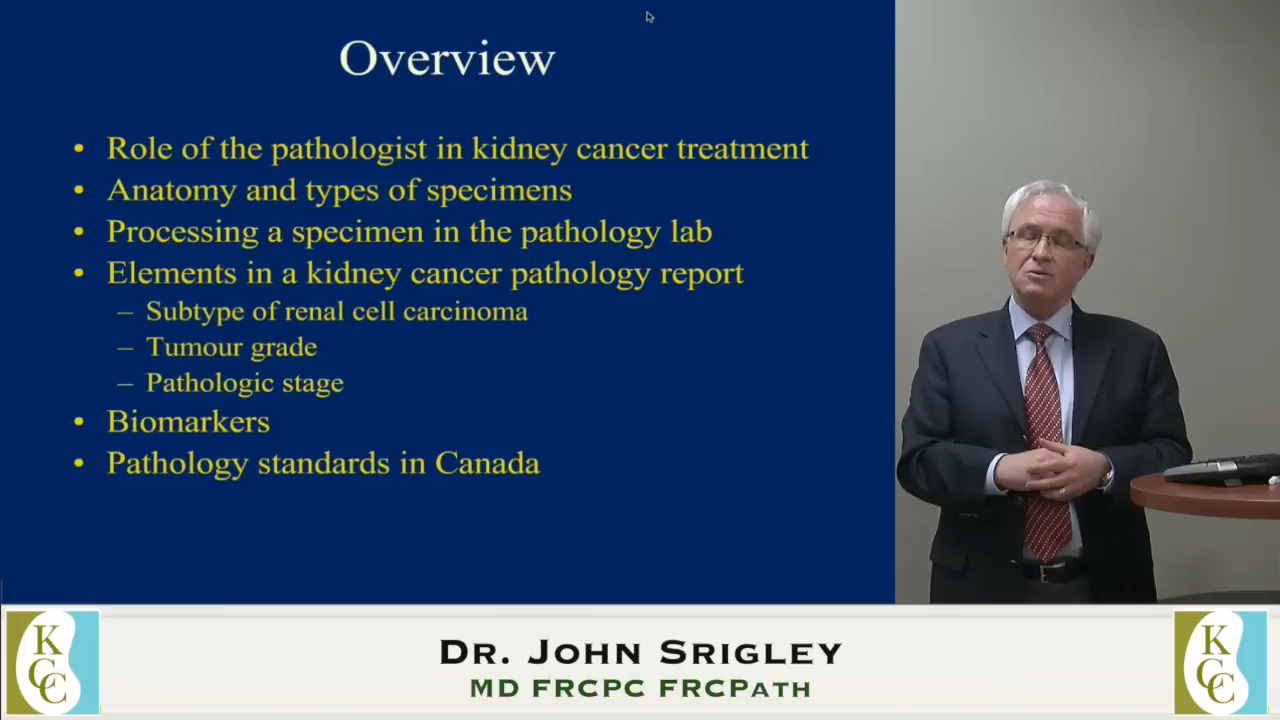 Overview
• Role of the pathologist in kidney cancer treatment
• Anatomy and types of specimens
• Processing a specimen in the pathology lab
• Elements in a kidney cancer pathology report
– Subtype of renal cell carcinoma
– Tumour grade
– Pathologic stage
• Biomarkers
• Pathology standards in Canada
KCC
DR. JOHN SRIGLEY
MD FRCPC FRCPATH
KCC